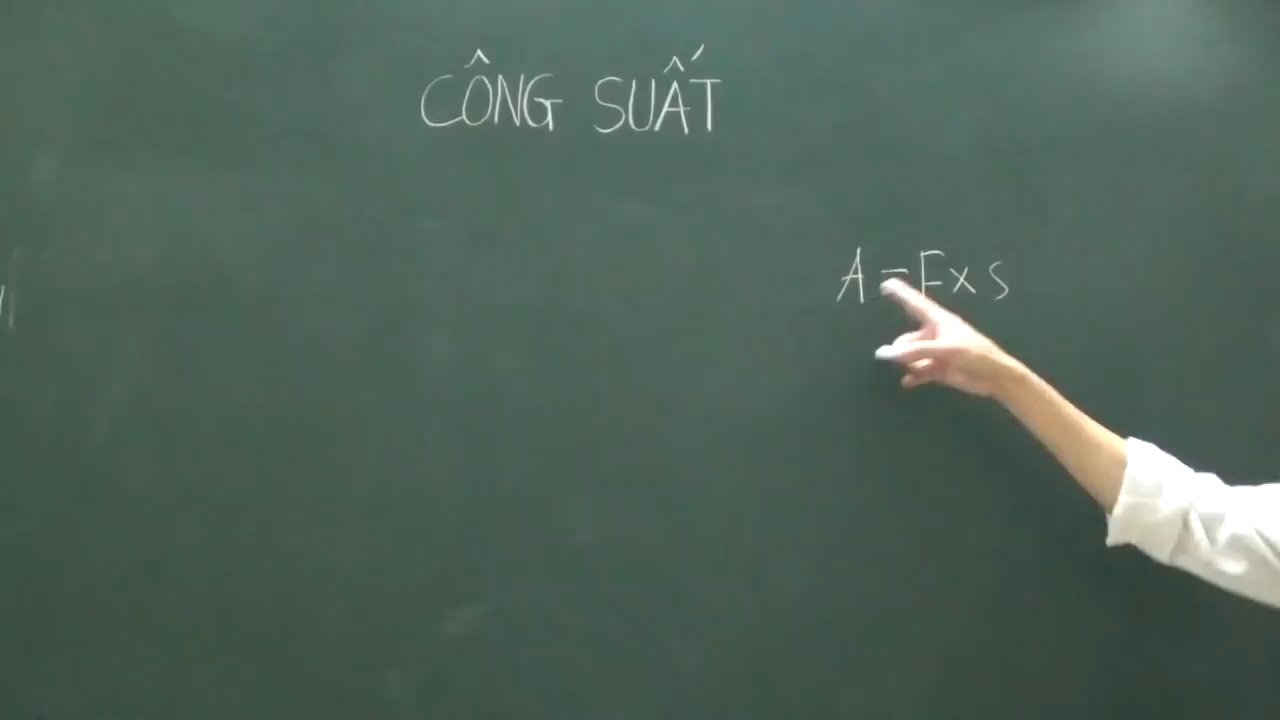 CÔNG SUẤT
A = F x s